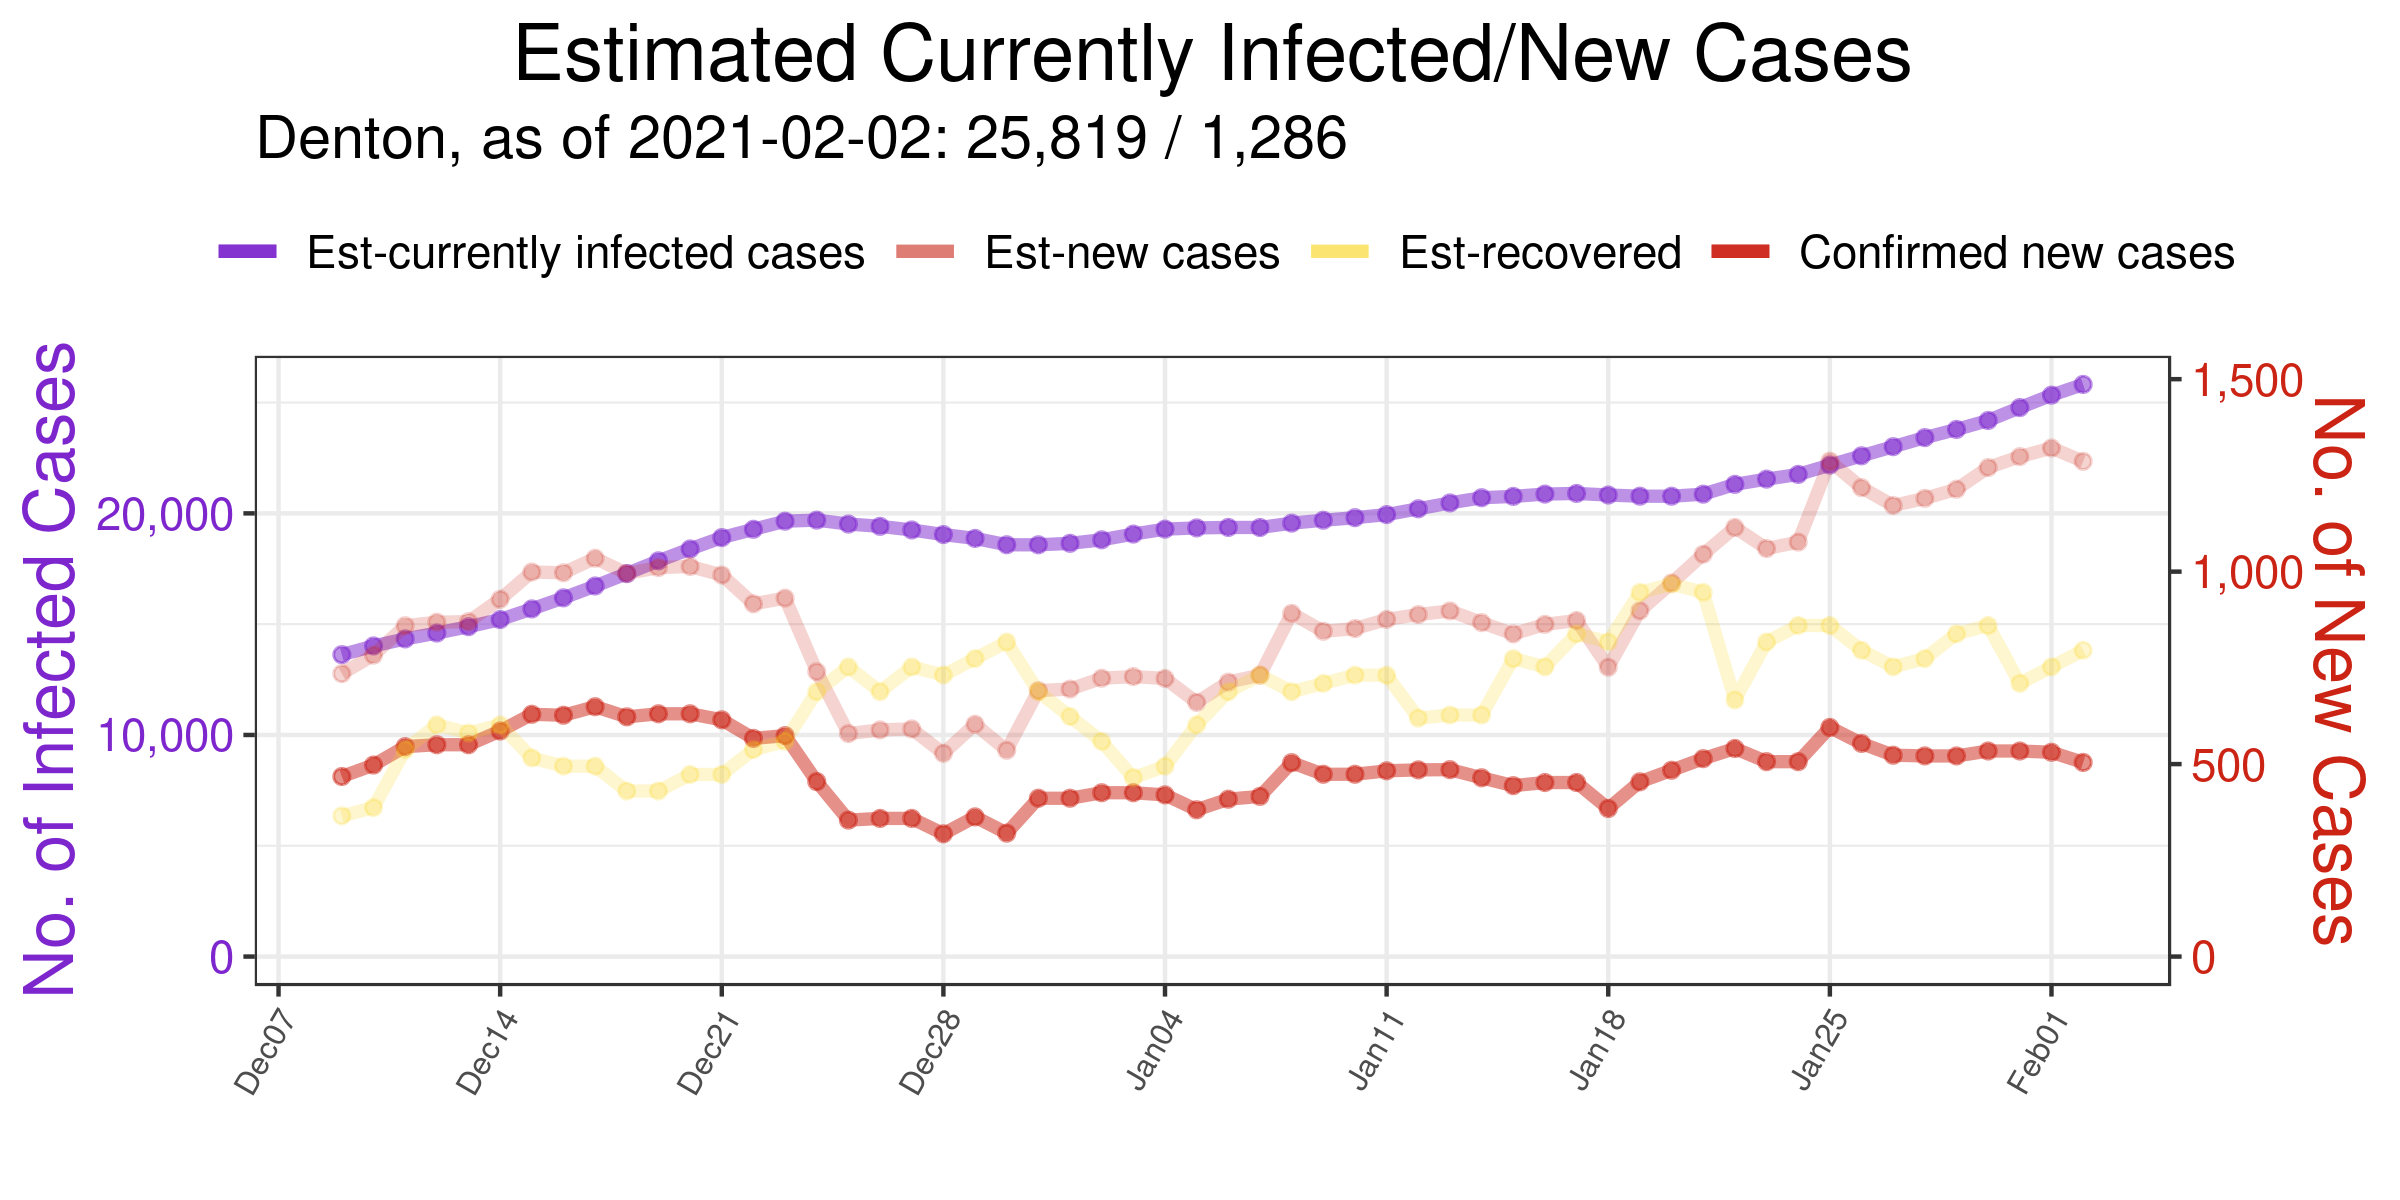 Estimated Currently Infected/New Cases
Denton, as of 2021-02-02: 25,819 / 1,286
Est-currently infected cases Est-new cases Est-recovered Confirmed new cases
No. of Infected Cases
20,000
10,000
0
1,500
1,000
500
0
No. of New Cases
Dec07 Dec14 Dec21 Dec28 Jan04 Jan11 Jan18 Jan25 Feb01